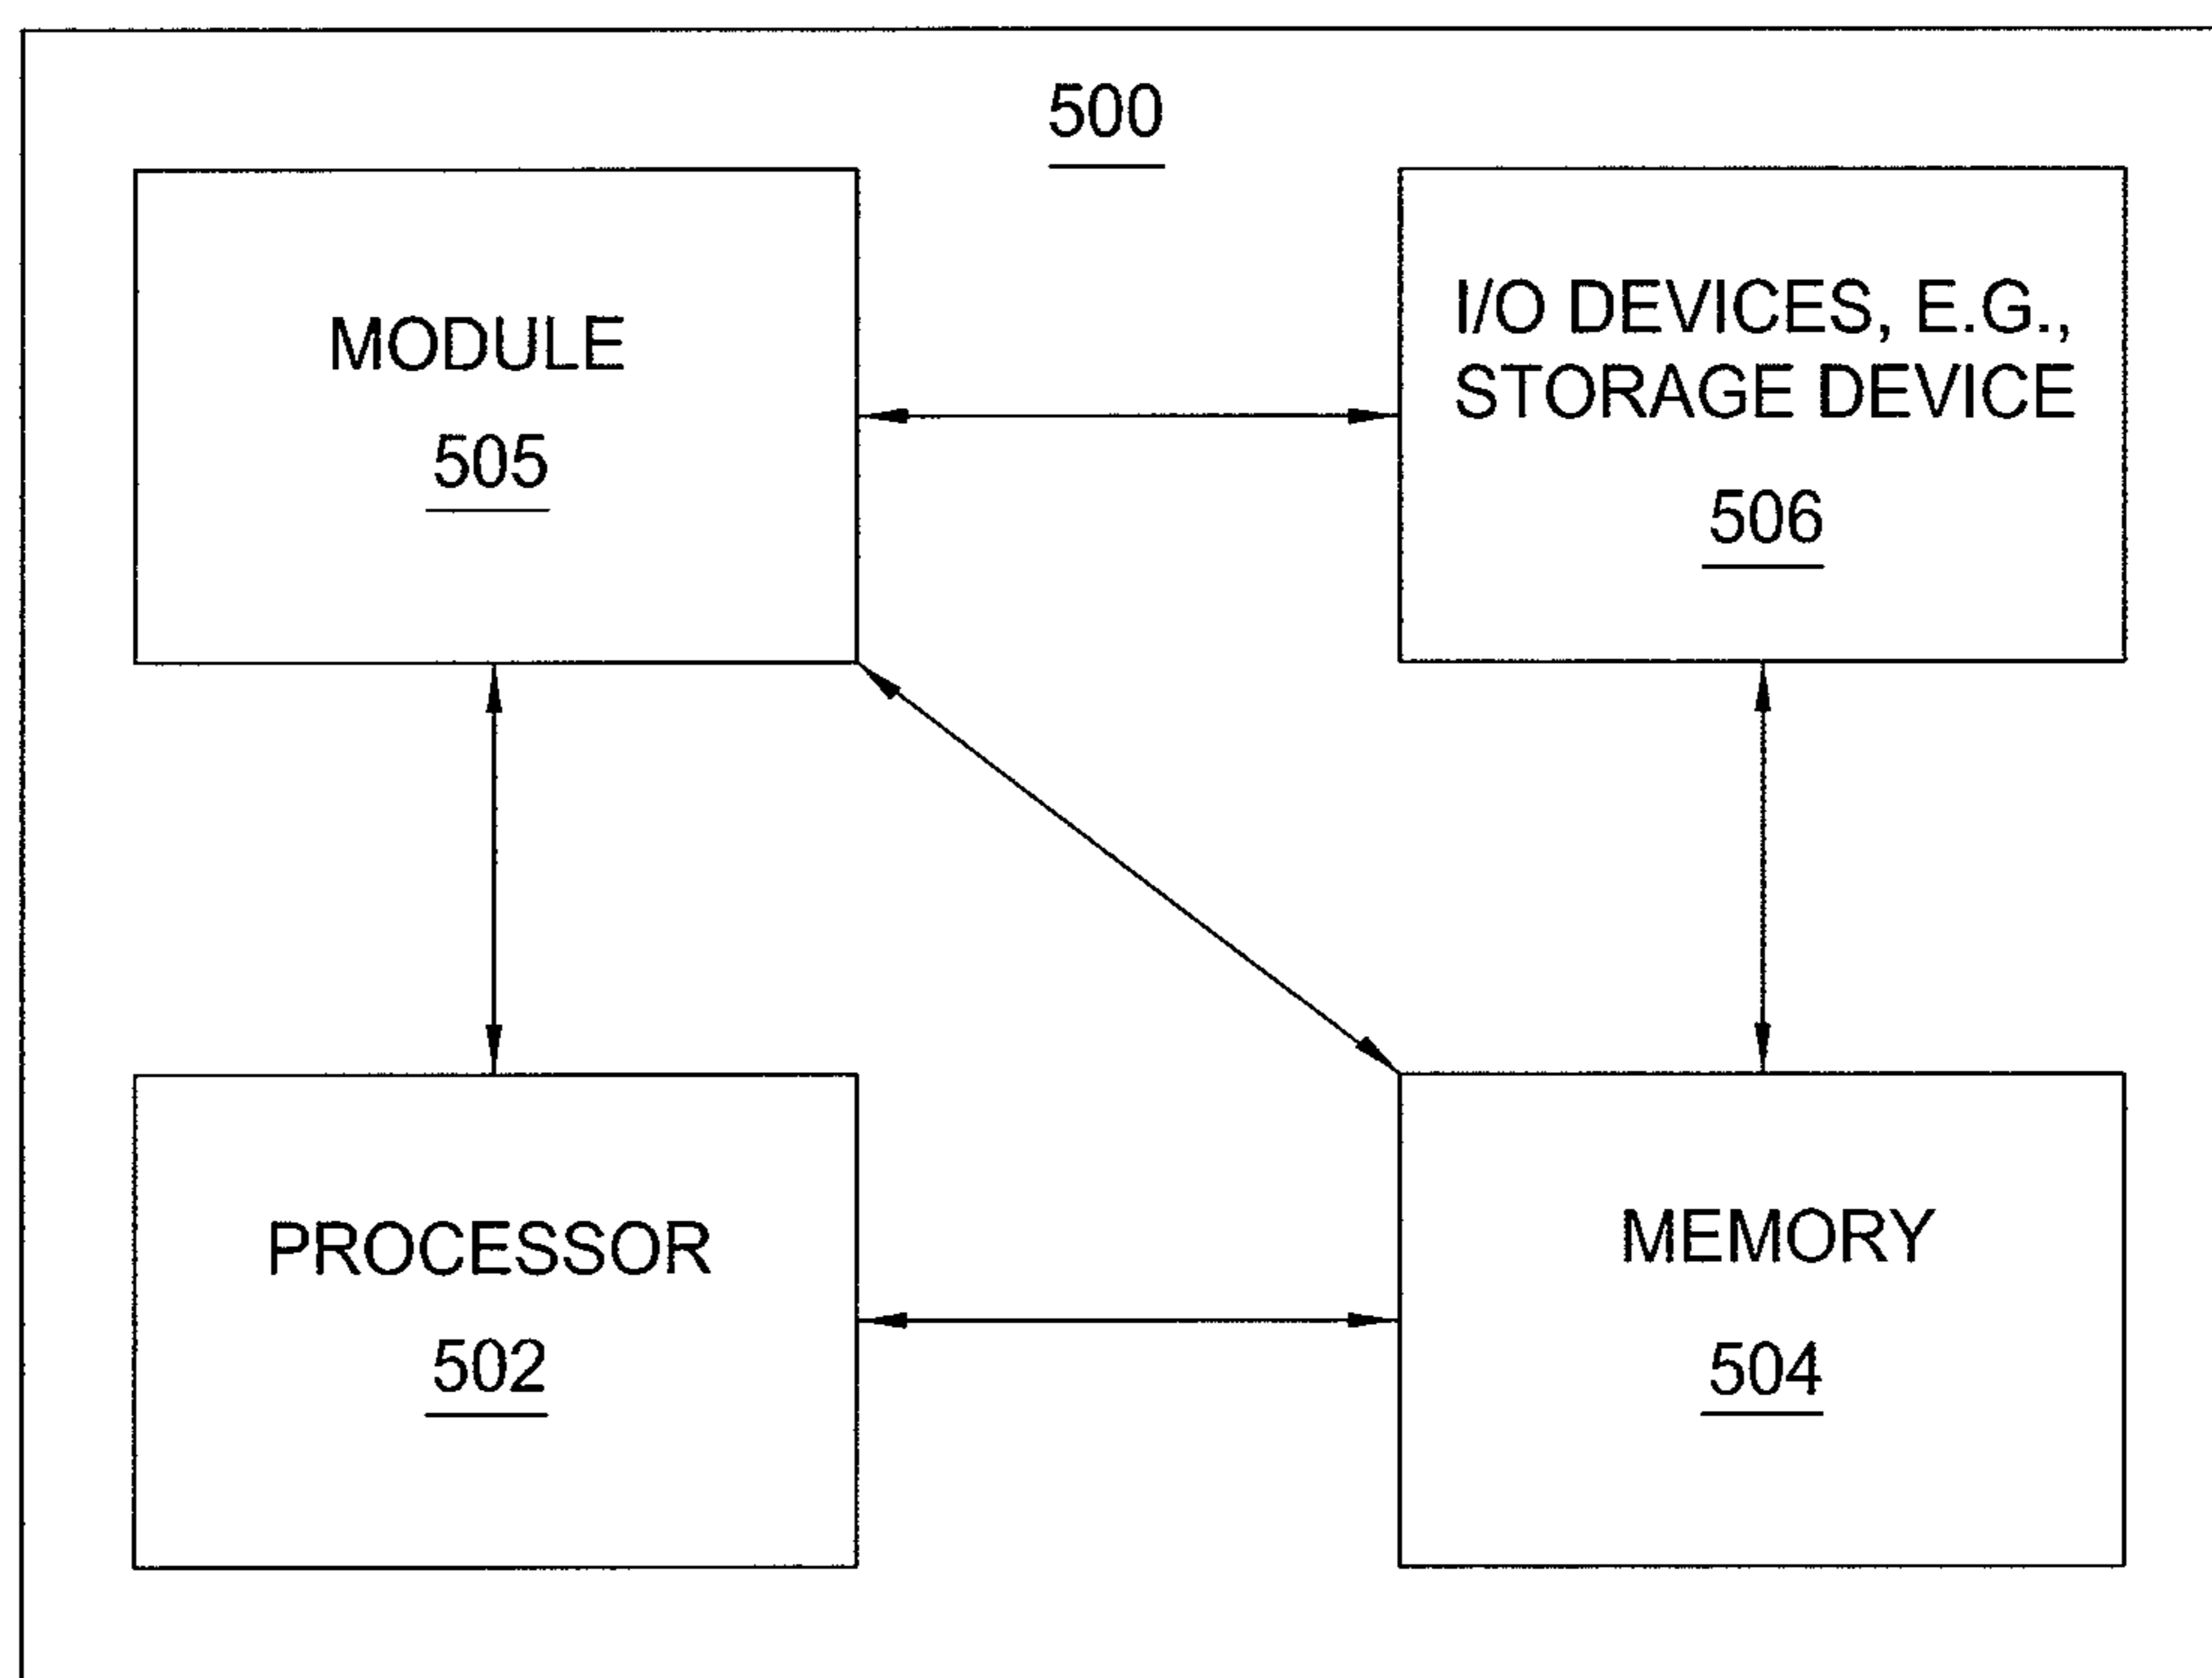 500
MODULE
505
I/O DEVICES, E.G.,
STORAGE DEVICE
506
PROCESSOR
502
MEMORY
504